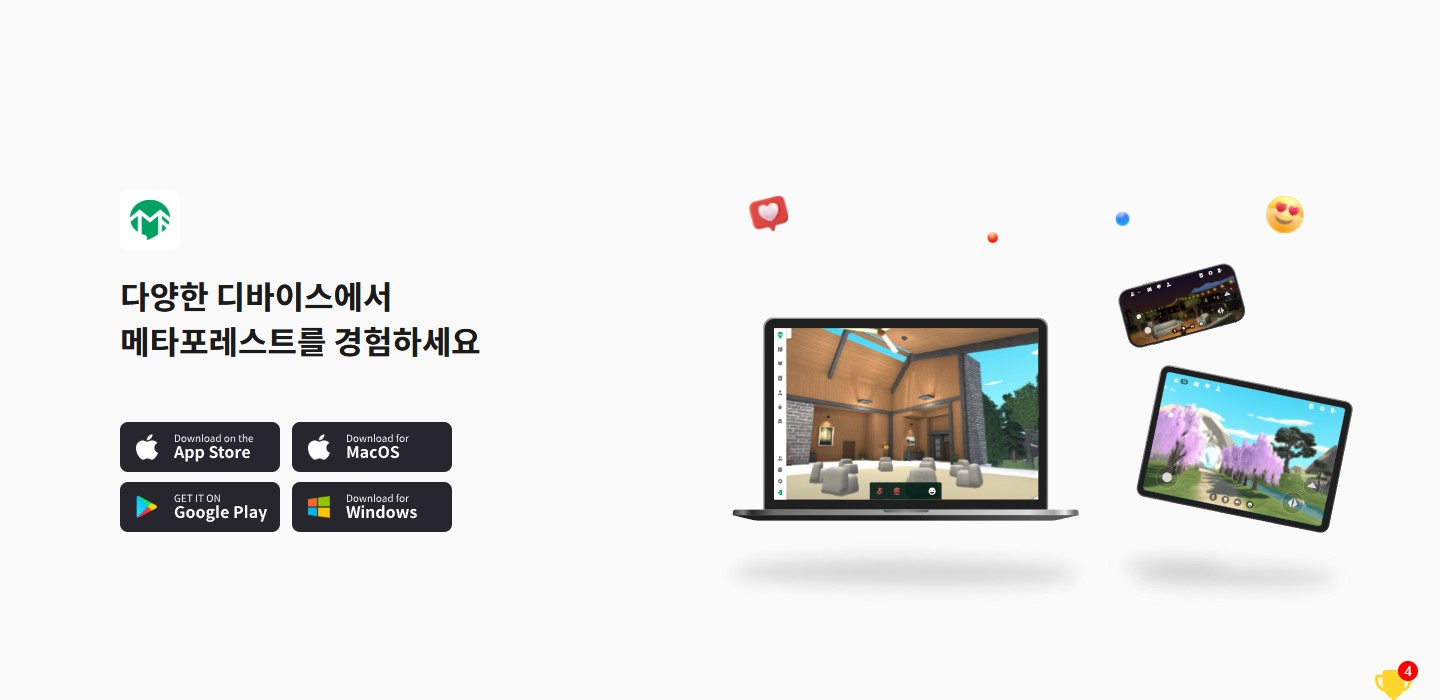 다양한 디바이스에서
메타포레스트를 경험하세요
Download on the
App Store
Download for
MacOS
GET IT ON
Google Play
Download for
Windows
4